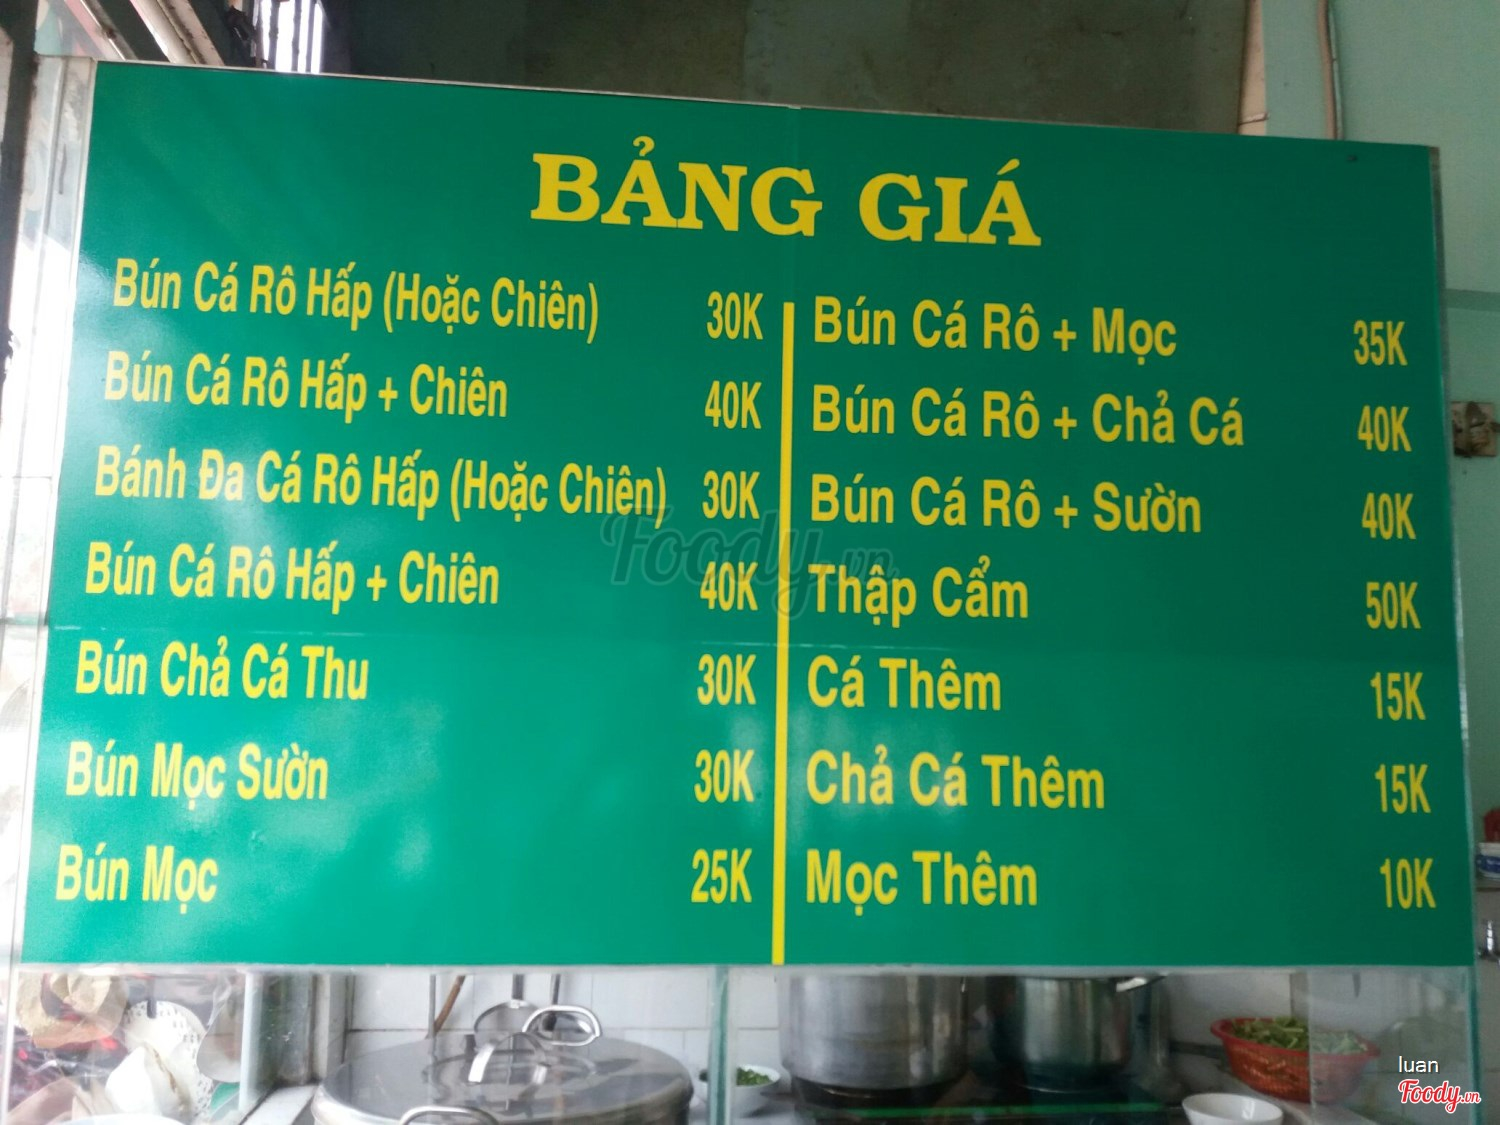 BẢNG GIÁ
Bún Cá Rô Hấp (Hoặc Chiên) 30K
Bún Cá Rô Hấp + Chiên 40K
Bánh Đa Cá Rô Hấp (Hoặc Chiên) 30K
Bún Cá Rô Hấp + Chiên 40K
Bún Chả Cá Thu 30K
Bún Mọc Sườn 30K
Bún Mọc 25K
Bún Cá Rô + Mọc 35K
Bún Cá Rô + Chả Cá 40K
Bún Cá Rô + Sườn 40K
Thập Cẩm 50K
Cá Thêm 15K
Chả Cá Thêm 15K
Mọc Thêm 10K
Foody.vn
luan
Foody.vn